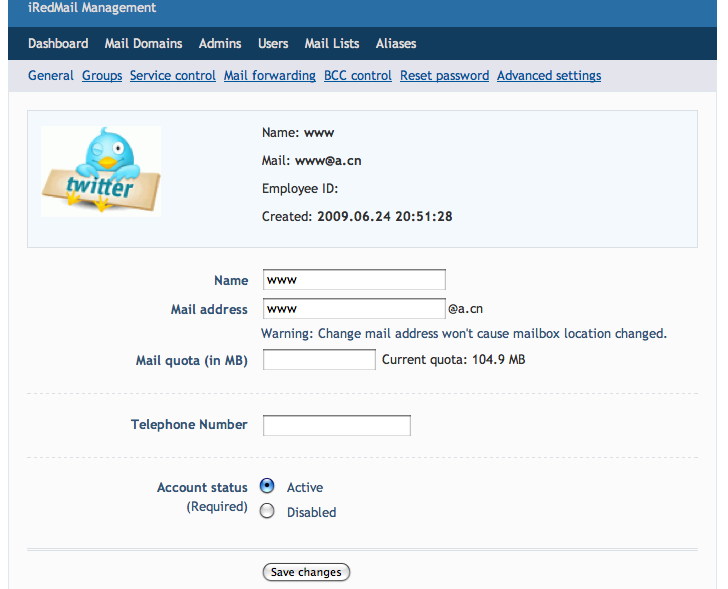 iRedMail Management
Dashboard Mail Domains Admins Users Mail Lists Aliases
General Groups Service control Mail forwarding BCC control Reset password Advanced settings
twitter
Name: www
Mail: www@a.cn
Employee ID:
Created: 2009.06.24 20:51:28
Name www
Mail address www @a.cn
Warning: Change mail address won't cause mailbox location changed.
Mail quota (in MB) Current quota: 104.9 MB
Telephone Number
Account status Active
(Required) Disabled
Save changes